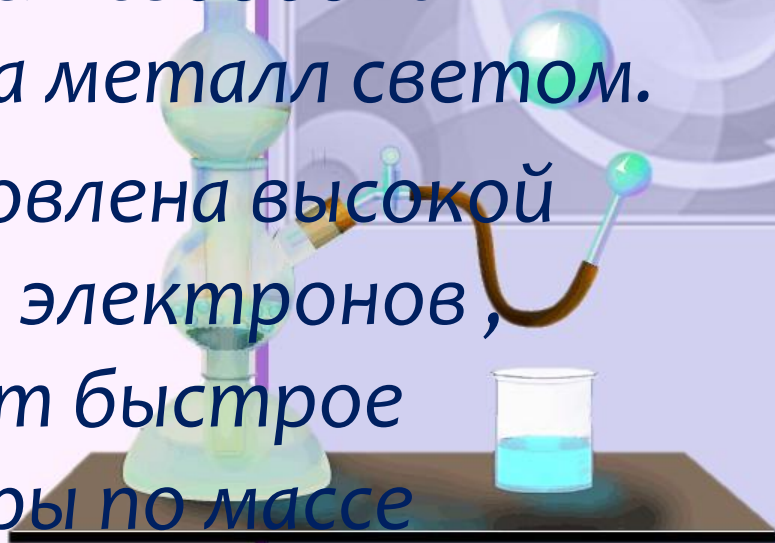 а металл светом.
овлена высокой
электронов ,
т быстрое
ры по массе